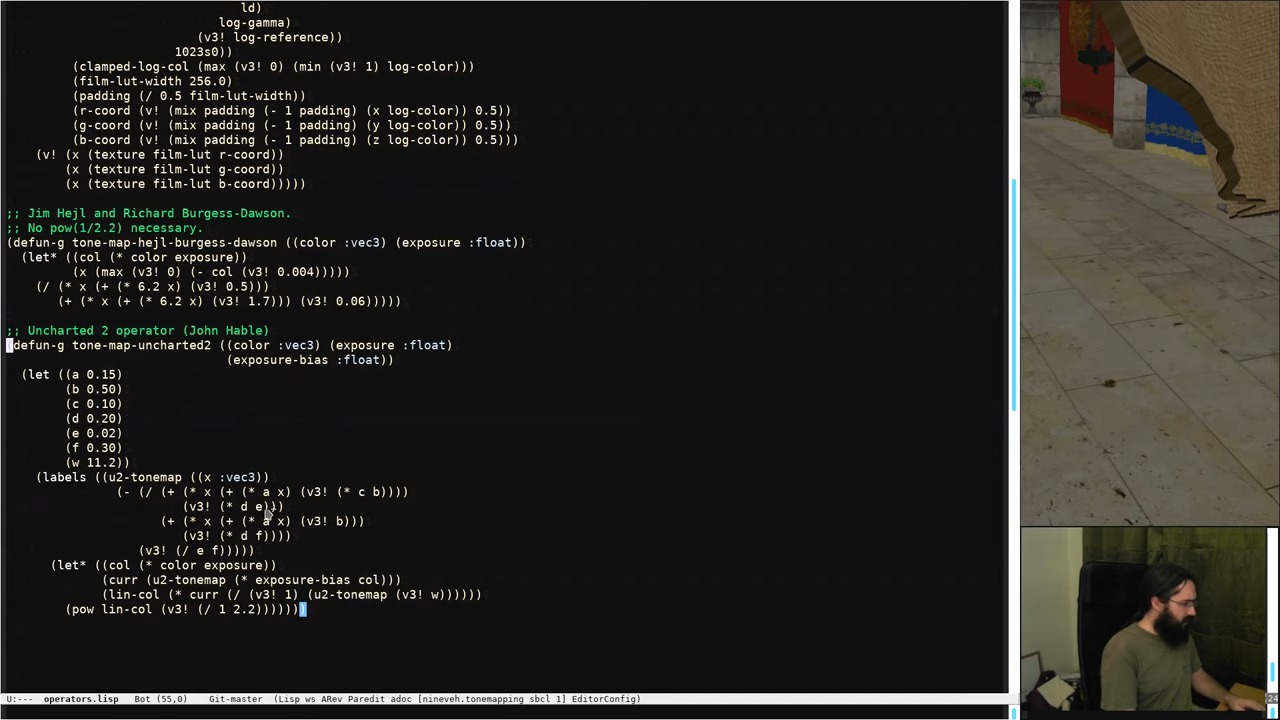 ld)
log-gamma)
(v3! log-reference))
1023s0))
(clamped-log-col (max (v3! 0) (min (v3! 1) log-color)))
(film-lut-width 256.0)
(padding (/ 0.5 film-lut-width))
(r-coord (v! (mix padding (- 1 padding) (x log-color)) 0.5))
(g-coord (v! (mix padding (- 1 padding) (y log-color)) 0.5))
(b-coord (v! (mix padding (- 1 padding) (z log-color)) 0.5)))
(v! (x (texture film-lut r-coord))
(x (texture film-lut g-coord))
(x (texture film-lut b-coord)))))
;; Jim Hejl and Richard Burgess-Dawson.
;; No pow(1/2.2) necessary.
(defun-g tone-map-hejl-burgess-dawson ((color :vec3) (exposure :float))
(let* ((col (* color exposure))
(x (max (v3! 0) (- col (v3! 0.004)))))
(/ (* x (+ (* 6.2 x) (v3! 0.5)))
(+ (* x (+ (* 6.2 x) (v3! 1.7))) (v3! 0.06)))))
;; Uncharted 2 operator (John Hable)
(defun-g tone-map-uncharted2 ((color :vec3) (exposure :float)
(exposure-bias :float))
(let ((a 0.15)
(b 0.50)
(c 0.10)
(d 0.20)
(e 0.02)
(f 0.30)
(w 11.2))
(labels ((u2-tonemap ((x :vec3))
(- (/ (+ (* x (+ (* a x) (v3! (* c b))))
(v3! (* d e)))
(+ (* x (+ (* a x) (v3! b)))
(v3! (* d f))))
(v3! (/ e f)))))
(let* ((col (* color exposure))
(curr (u2-tonemap (* exposure-bias col)))
(lin-col (* curr (/ (v3! 1) (u2-tonemap (v3! w))))))
(pow lin-col (v3! (/ 1 2.2)))))))
U:--- operators.lisp Bot (55,0) Git-master (Lisp ws ARev Paredit adoc [nineveh.tonemapping sbcl 1] EditorConfig)
24